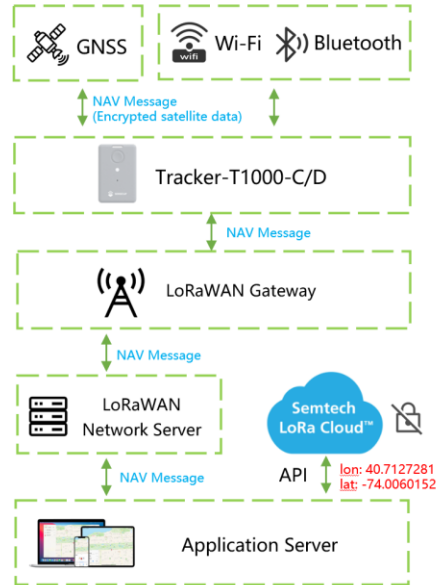 GNSS
wifi
Wi-Fi
Bluetooth
NAV Message
(Encrypted satellite data)
Tracker-T1000-C/D
NAV Message
LoRaWAN Gateway
NAV Message
LoRaWAN
Network Server
Semtech
LoRa Cloud™
NAV Message
API
lon: 40.7127281
lat: -74.0060152
Application Server